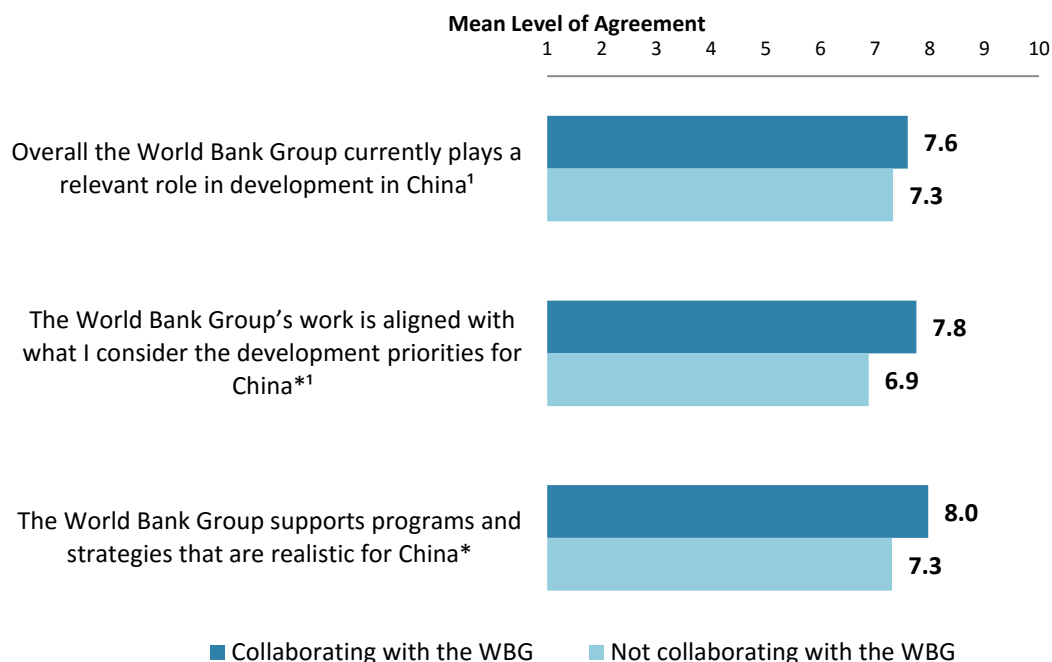 Mean Level of Agreement
1 2 3 4 5 6 7 8 9 10
Overall the World Bank Group currently plays a
relevant role in development in China¹
7.6
7.3
The World Bank Group’s work is aligned with
what I consider the development priorities for
China*¹
7.8
6.9
The World Bank Group supports programs and
strategies that are realistic for China*
8.0
7.3
Collaborating with the WBG Not collaborating with the WBG